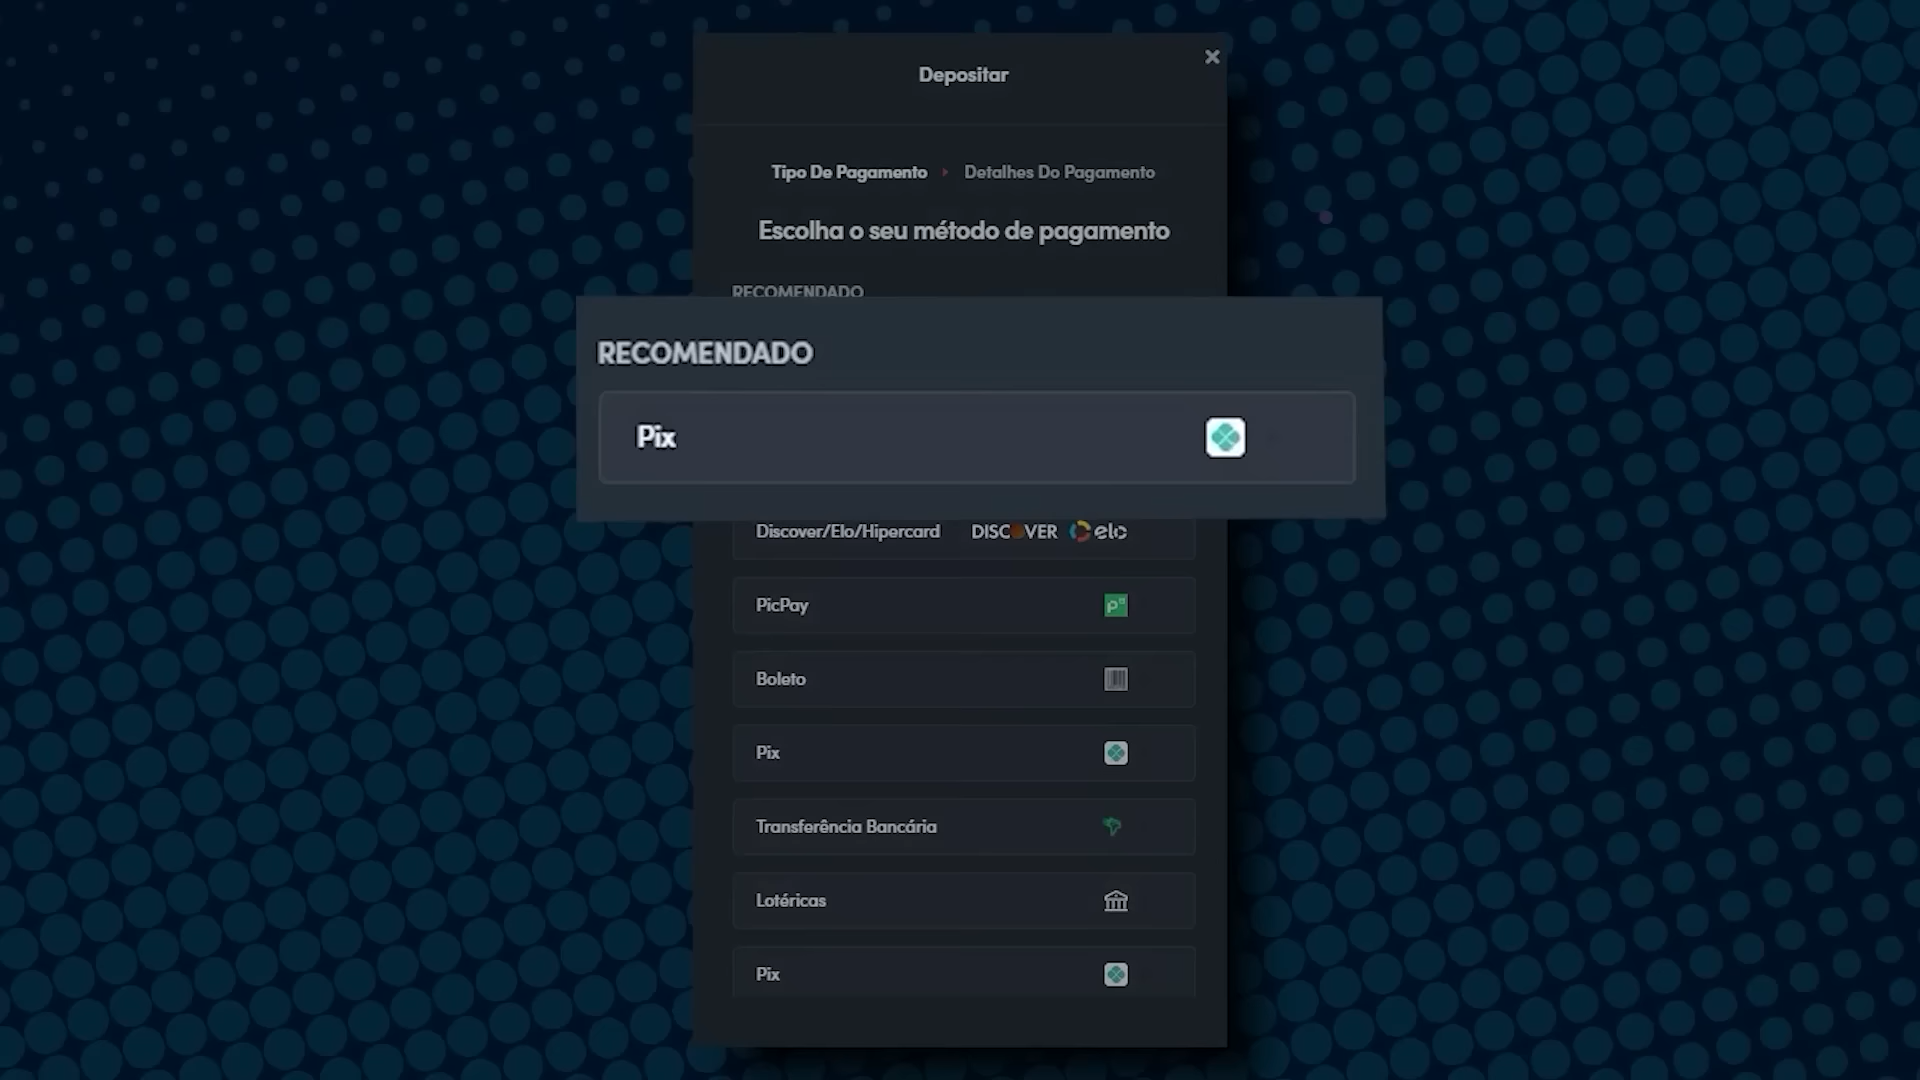 Depositar
Tipo De Pagamento Detalhes Do Pagamento
Escolha o seu método de pagamento
RECOMENDADO
RECOMENDADO
Pix
Discover/Elo/Hipercard DISCOVER elo
PicPay
Boleto
Pix
Transferência Bancária
Lotéricas
Pix